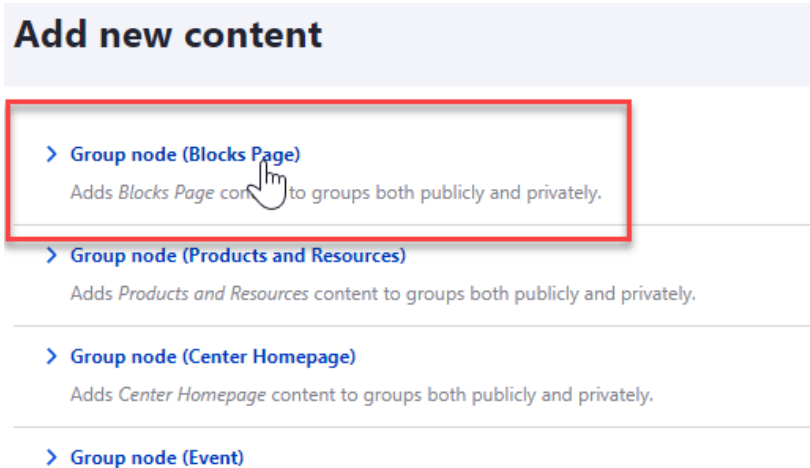 Add new content
Group node (Blocks Page)
Adds Blocks Page to groups both publicly and privately.
Group node (Products and Resources)
Adds Products and Resources content to groups both publicly and privately.
Group node (Center Homepage)
Adds Center Homepage content to groups both publicly and privately.
Group node (Event)